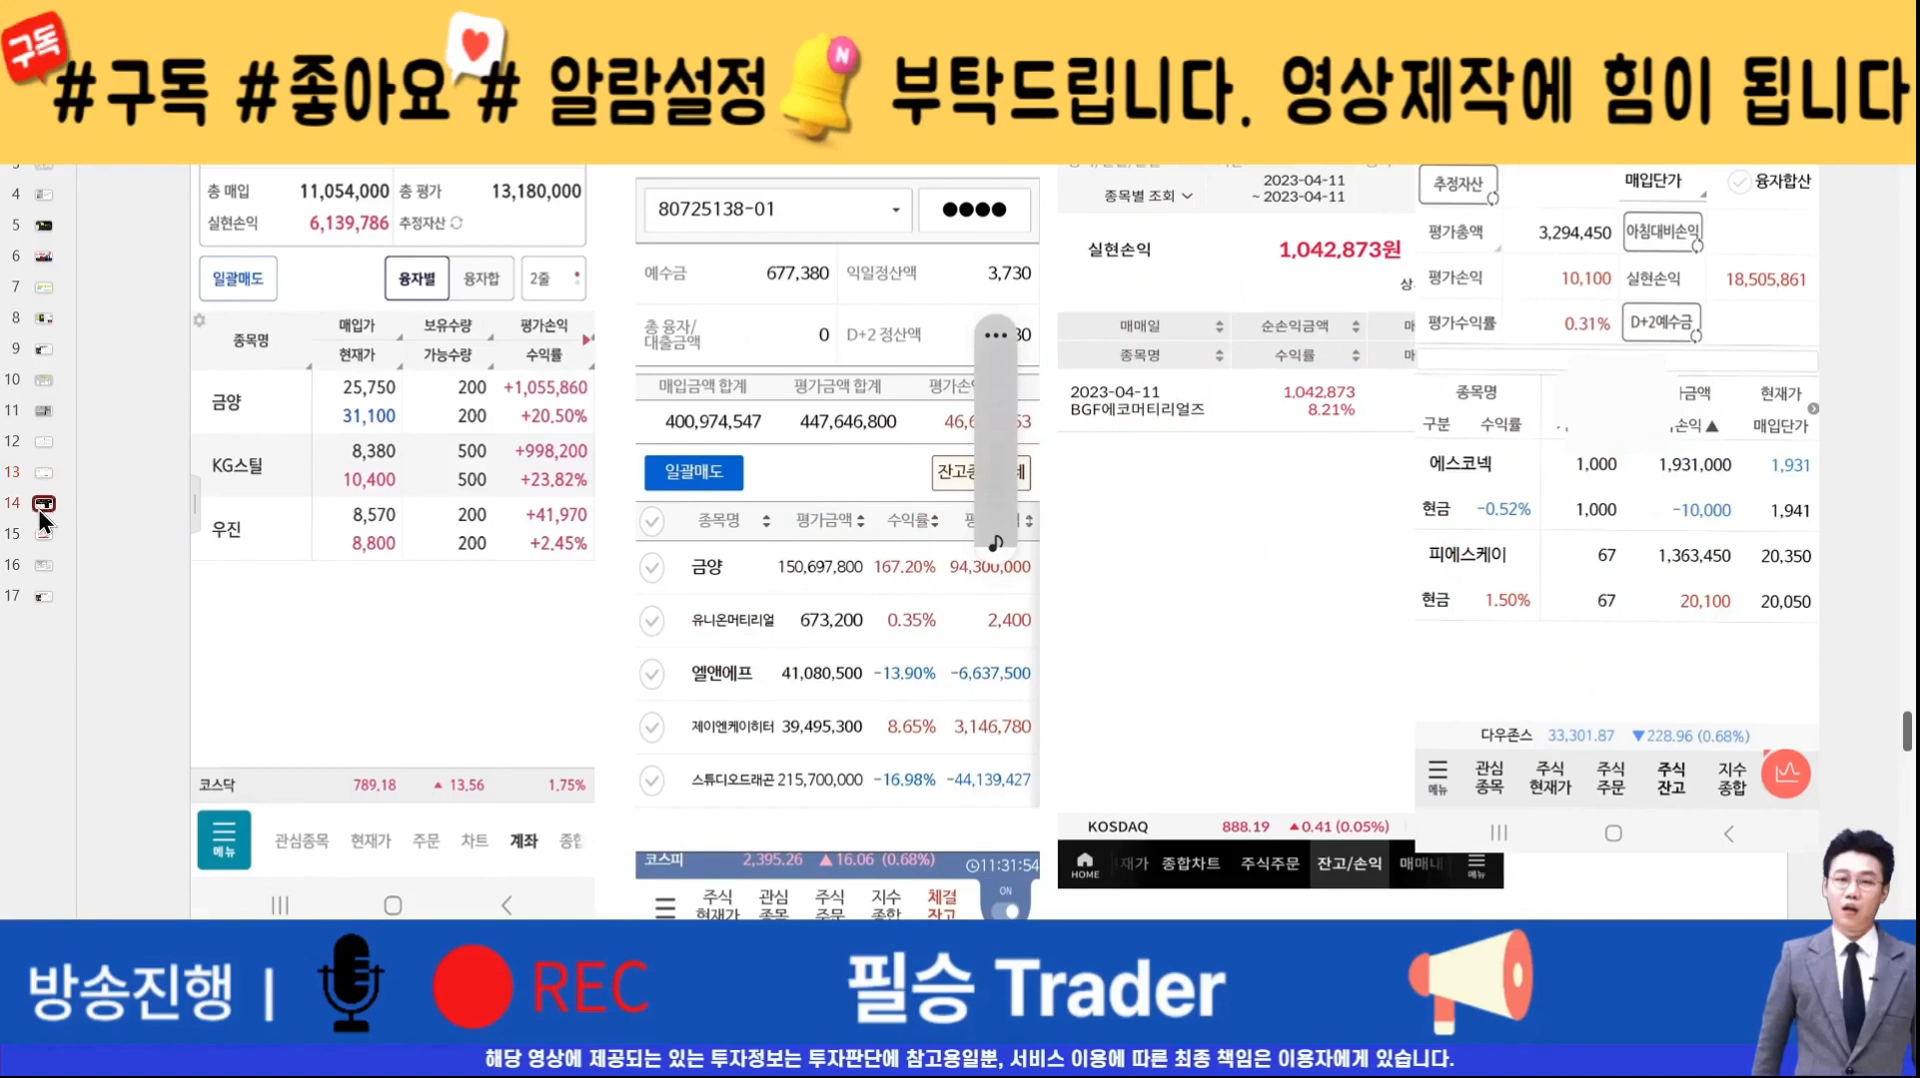 구독
#구독 #좋아요 # 알람설정 N 부탁드립니다. 영상제작에 힘이 됩니다
4
5
6
7
8
9
10
11
12
13
14
15
16
17
총 매입 11,054,000 총 평가 13,180,000
실현손익 6,139,786 추정자산
일괄매도 융자별 융자합 2줄
종목명 매입가 보유수량 평가손익
현재가 가능수량 수익률
금양 25,750 200 +1,055,860
31,100 200 +20.50%
KG스틸 8,380 500 +998,200
10,400 500 +23.82%
우진 8,570 200 +41,970
8,800 200 +2.45%
코스닥 789.18 ▲ 13.56 1.75%
메뉴 관심종목 현재가 주문 차트 계좌 종합
80725138-01 ●●●●
예수금 677,380 익일정산액 3,730
총 융자/대출금액 0 D+2 정산액
매입금액 합계 평가금액 합계
400,974,547 447,646,800
일괄매도
종목명 평가금액 수익률
금양 150,697,800 167.20% 94,300,000
유니온머티리얼 673,200 0.35% 2,400
엘앤에프 41,080,500 -13.90% -6,637,500
제이엔케이히터 39,495,300 8.65% 3,146,780
스튜디오드래곤 215,700,000 -16.98% -44,139,427
코스피 2,395.26 ▲ 16.06 (0.68%) 11:31:54
주식현재가 관심종목 주식주문 지수종합 체결잔고 ON
종목별 조회 2023-04-11
~ 2023-04-11
실현손익 1,042,873원
매매일 순손익금액
종목명 수익률
2023-04-11 1,042,873
BGF에코머티리얼즈 8.21%
KOSDAQ 888.19 ▲0.41 (0.05%)
HOME 재가 종합차트 주식주문 잔고/손익 매매내 메뉴
추정자산 매입단가 융자합산
평가총액 3,294,450 아침대비손익
평가손익 10,100 실현손익 18,505,861
평가수익률 0.31% D+2예수금
종목명 금액 현재가
구분 수익률 손익▲ 매입단가
에스코넥 1,000 1,931,000 1,931
현금 -0.52% 1,000 -10,000 1,941
피에스케이 67 1,363,450 20,350
현금 1.50% 67 20,100 20,050
다우존스 33,301.87 ▼228.96 (0.68%)
메뉴 관심종목 주식현재가 주식주문 주식잔고 지수종합
방송진행 | REC 필승 Trader
해당 영상에 제공되는 있는 투자정보는 투자판단에 참고용일뿐, 서비스 이용에 따른 최종 책임은 이용자에게 있습니다.